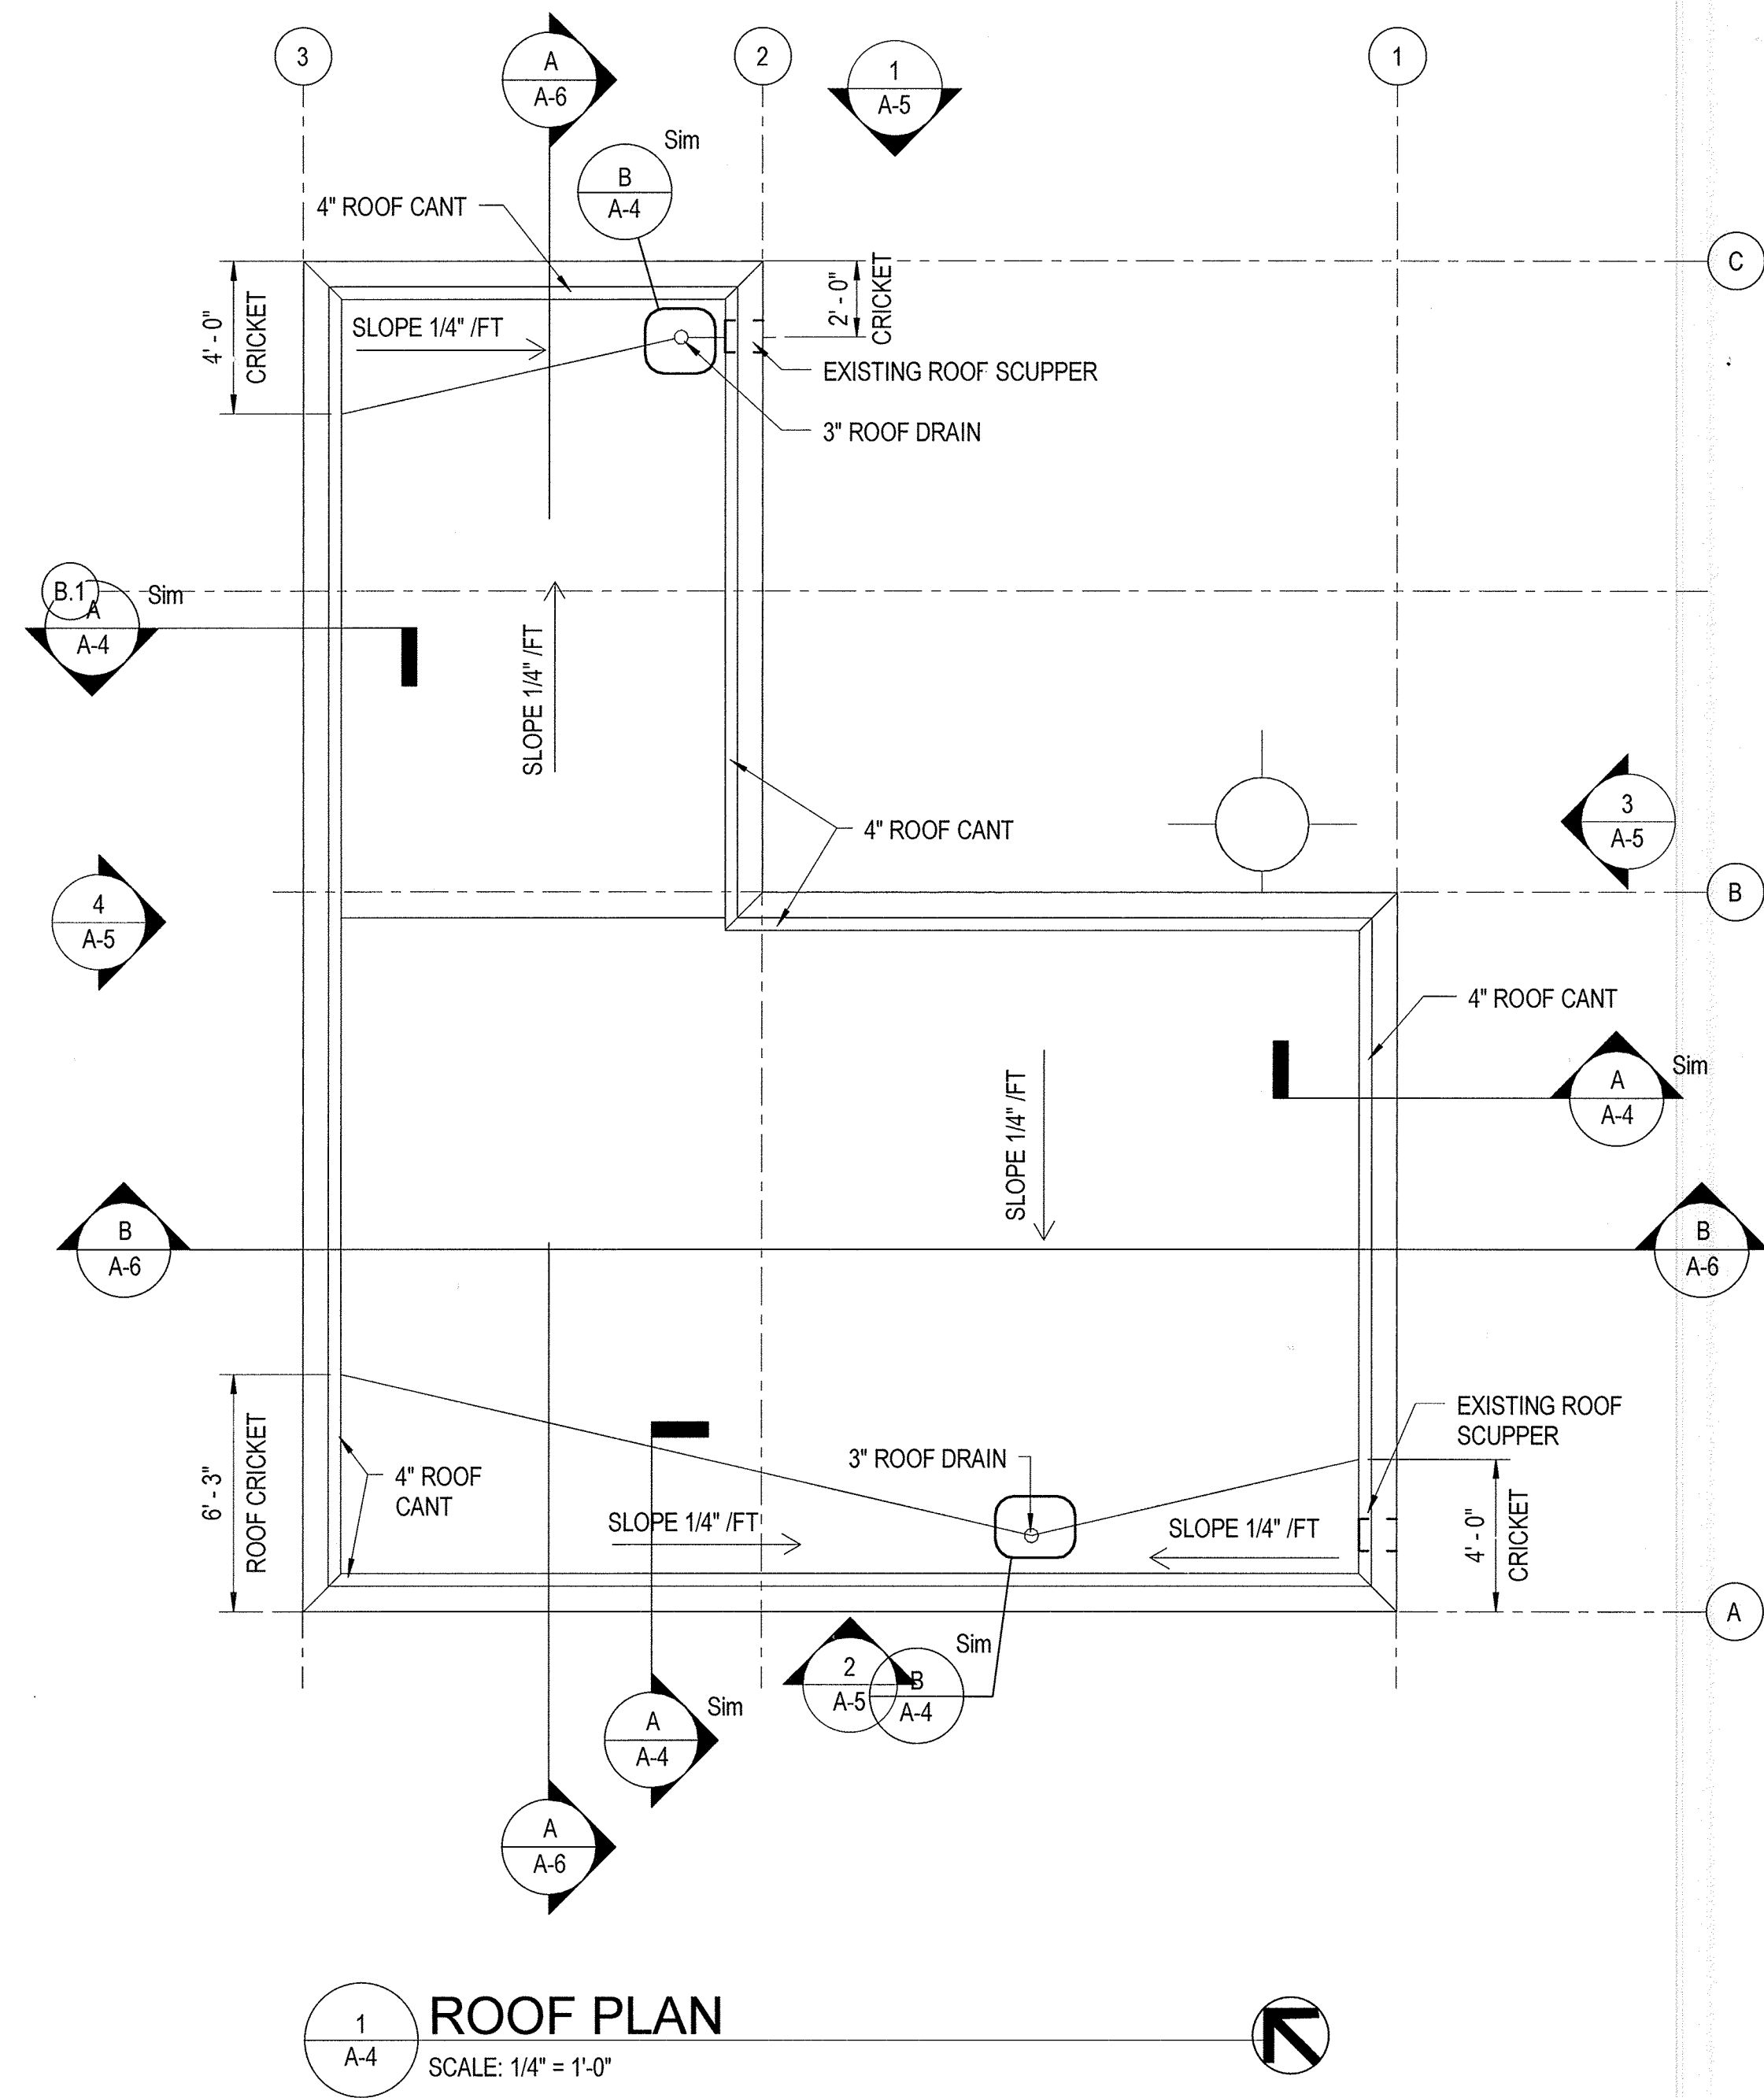 3
A
A-6
2
1
A-5
1
Sim
B
A-4
4" ROOF CANT
C
4' - 0"
CRICKET
2' - 0"
CRICKET
SLOPE 1/4" /FT
EXISTING ROOF SCUPPER
3" ROOF DRAIN
B.1
Sim
A
A-4
SLOPE 1/4" /FT
4" ROOF CANT
3
A-5
4
A-5
B
4" ROOF CANT
Sim
A
A-4
SLOPE 1/4" /FT
B
A-6
B
A-6
6' - 3"
ROOF CRICKET
4" ROOF
CANT
SLOPE 1/4" /FT
3" ROOF DRAIN
SLOPE 1/4" /FT
EXISTING ROOF
SCUPPER
4' - 0"
CRICKET
A
2
A-5
B
A-4
Sim
A
A-4
Sim
A
A-6
1
A-4
ROOF PLAN
SCALE: 1/4" = 1'-0"